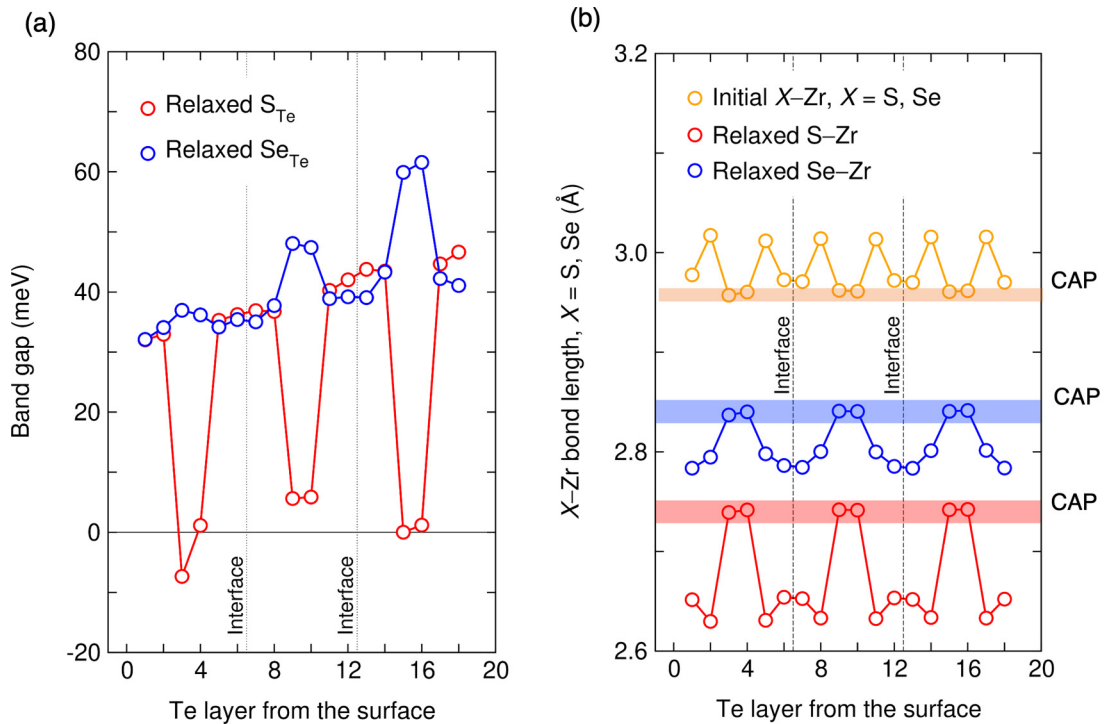 (a)
80
60
40
20
0
-20
Band gap (meV)
Relaxed S_Te
Relaxed Se_Te
Interface
Interface
0 4 8 12 16 20
Te layer from the surface
(b)
3.2
3.0
2.8
2.6
X–Zr bond length, X = S, Se (Å)
Initial X–Zr, X = S, Se
Relaxed S–Zr
Relaxed Se–Zr
CAP
Interface
Interface
CAP
CAP
0 4 8 12 16 20
Te layer from the surface